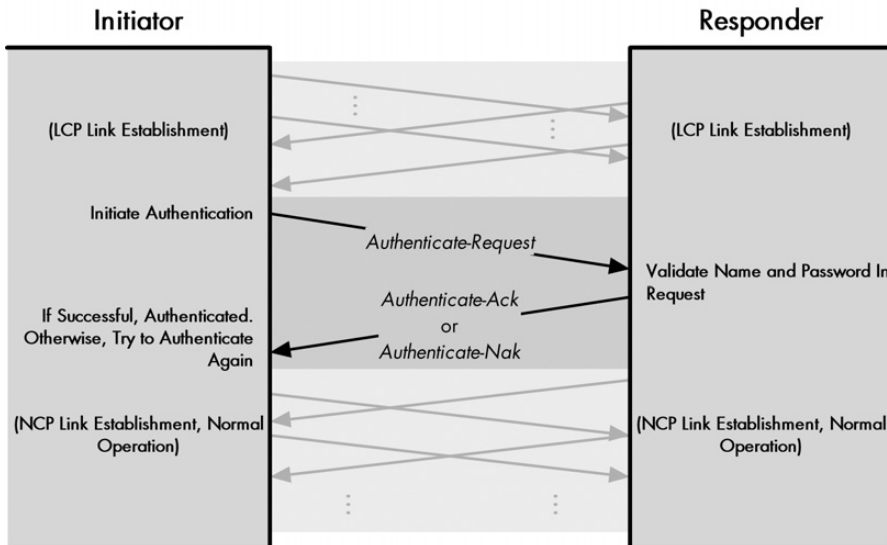 Initiator
Responder
(LCP Link Establishment)
(LCP Link Establishment)
Initiate Authentication
Authenticate-Request
Validate Name and Password In
Request
Authenticate-Ack
or
Authenticate-Nak
If Successful, Authenticated.
Otherwise, Try to Authenticate
Again
(NCP Link Establishment, Normal
Operation)
(NCP Link Establishment, Normal
Operation)